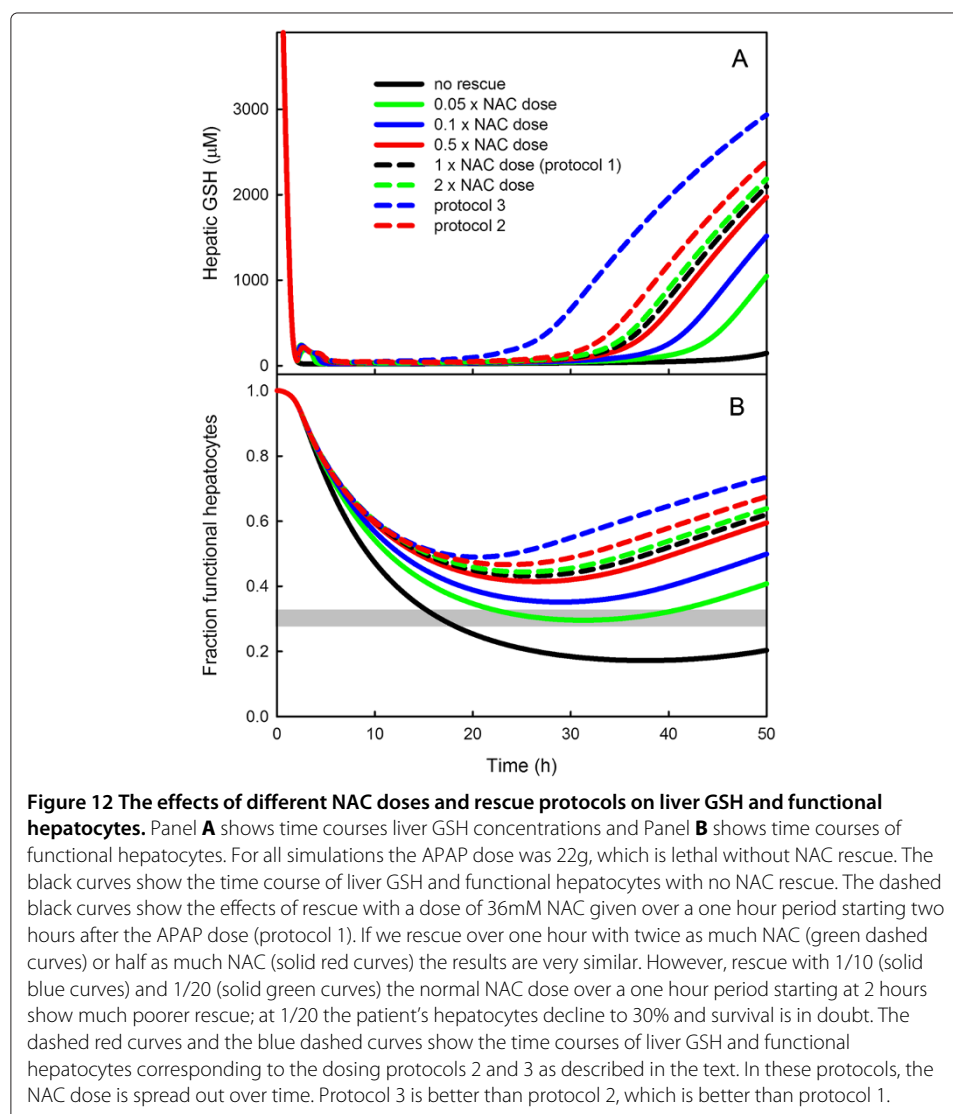 A
Hepatic GSH (µM)
3000
2000
1000
0
no rescue
0.05 x NAC dose
0.1 x NAC dose
0.5 x NAC dose
1 x NAC dose (protocol 1)
2 x NAC dose
protocol 3
protocol 2
B
Fraction functional hepatocytes
1.0
0.8
0.6
0.4
0.2
0.0
0 10 20 30 40 50
Time (h)
Figure 12 The effects of different NAC doses and rescue protocols on liver GSH and functional
hepatocytes. Panel A shows time courses liver GSH concentrations and Panel B shows time courses of
functional hepatocytes. For all simulations the APAP dose was 22g, which is lethal without NAC rescue. The
black curves show the time course of liver GSH and functional hepatocytes with no NAC rescue. The dashed
black curves show the effects of rescue with a dose of 36mM NAC given over a one hour period starting two
hours after the APAP dose (protocol 1). If we rescue over one hour with twice as much NAC (green dashed
curves) or half as much NAC (solid red curves) the results are very similar. However, rescue with 1/10 (solid
blue curves) and 1/20 (solid green curves) the normal NAC dose over a one hour period starting at 2 hours
show much poorer rescue; at 1/20 the patient's hepatocytes decline to 30% and survival is in doubt. The
dashed red curves and the blue dashed curves show the time courses of liver GSH and functional
hepatocytes corresponding to the dosing protocols 2 and 3 as described in the text. In these protocols, the
NAC dose is spread out over time. Protocol 3 is better than protocol 2, which is better than protocol 1.